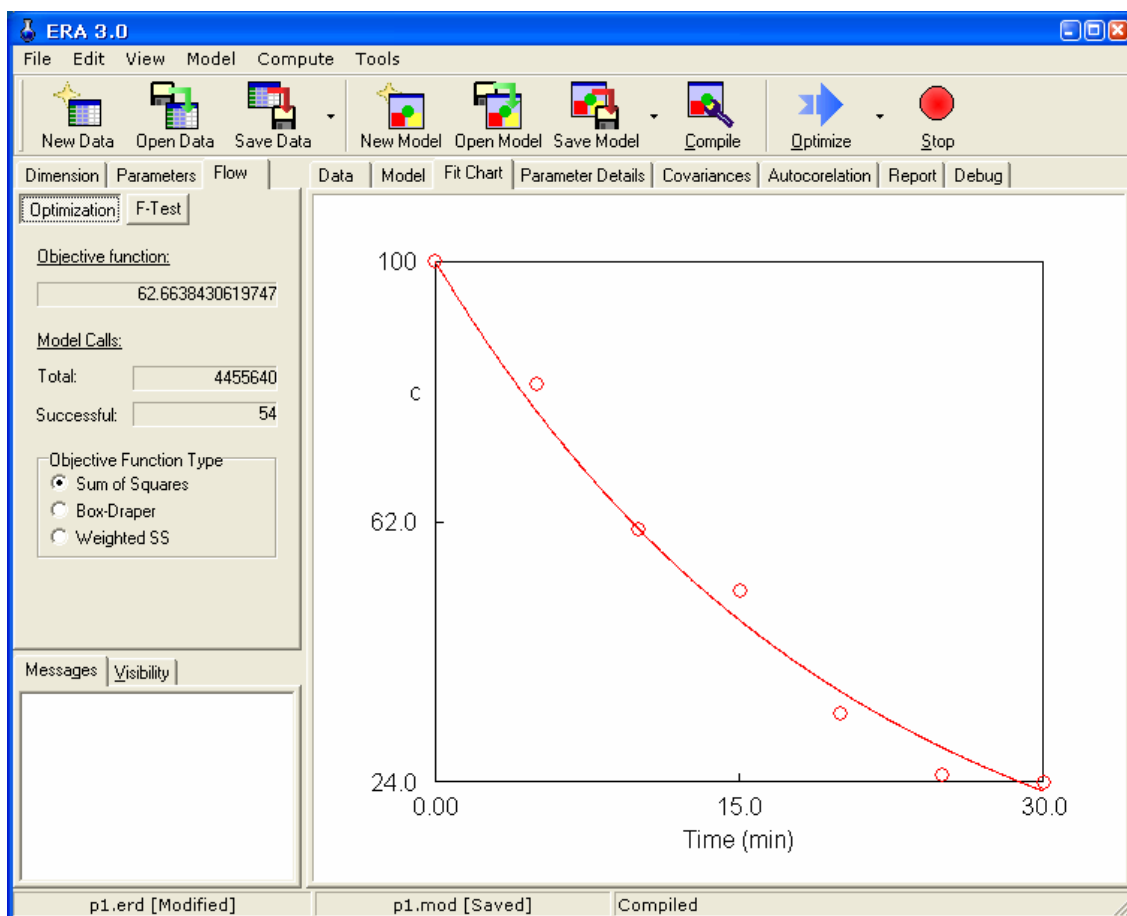 ERA 3.0
File Edit View Model Compute Tools
New Data Open Data Save Data New Model Open Model Save Model Compile Optimize Stop
Dimension Parameters Flow
Data Model Fit Chart Parameter Details Covariances Autocorelation Report Debug
Optimization F-Test
Objective function:
62.6638430619747
Model Calls:
Total: 4455640
Successful: 54
Objective Function Type
Sum of Squares
Box-Draper
Weighted SS
Messages Visibility
100
c
62.0
24.0
0.00 15.0 30.0
Time (min)
p1.erd [Modified] p1.mod [Saved] Compiled